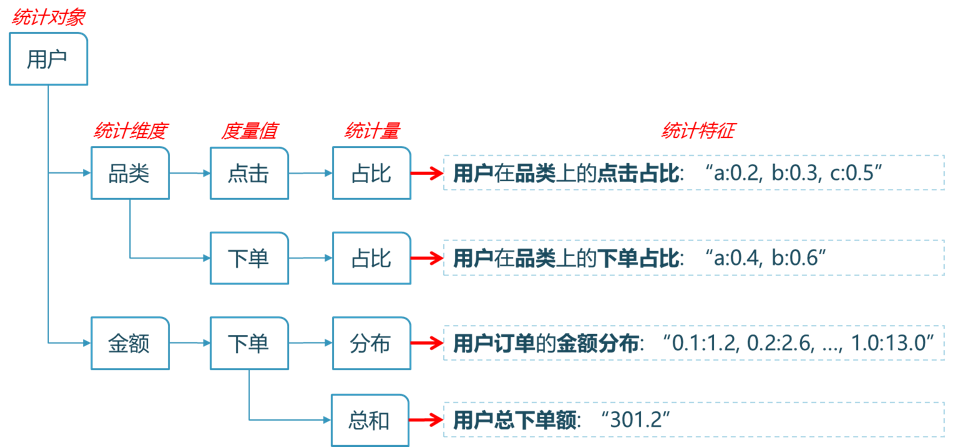 统计对象
用户
统计维度 度量值 统计量 统计特征
品类 点击 占比 用户在品类上的点击占比: “a:0.2, b:0.3, c:0.5”
下单 占比 用户在品类上的下单占比: “a:0.4, b:0.6”
金额 下单 分布 用户订单的金额分布: “0.1:1.2, 0.2:2.6, ..., 1.0:13.0”
总和 用户总下单额: “301.2”